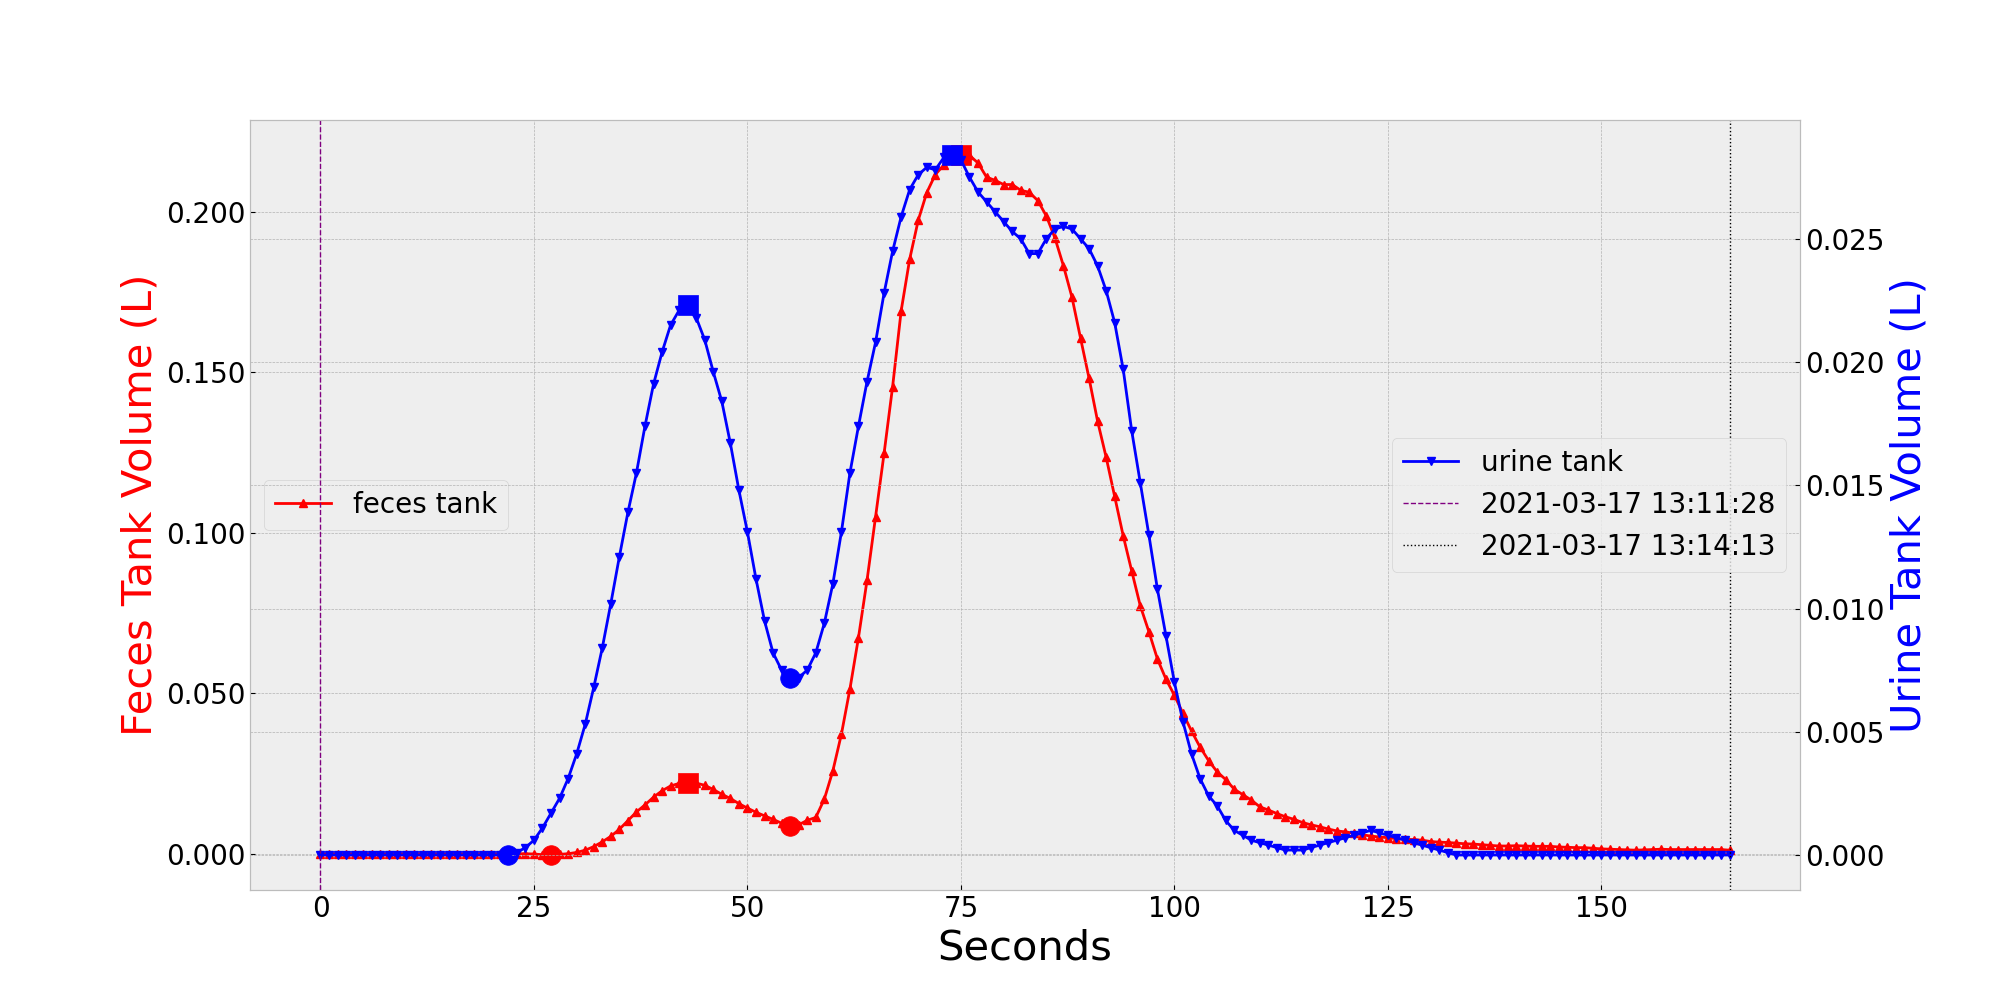 Feces Tank Volume (L)
0.200
0.150
0.100
0.050
0.000
feces tank
0.025
0.020
0.015
0.010
0.005
0.000
Urine Tank Volume (L)
urine tank
2021-03-17 13:11:28
2021-03-17 13:14:13
0 25 50 75 100 125 150
Seconds